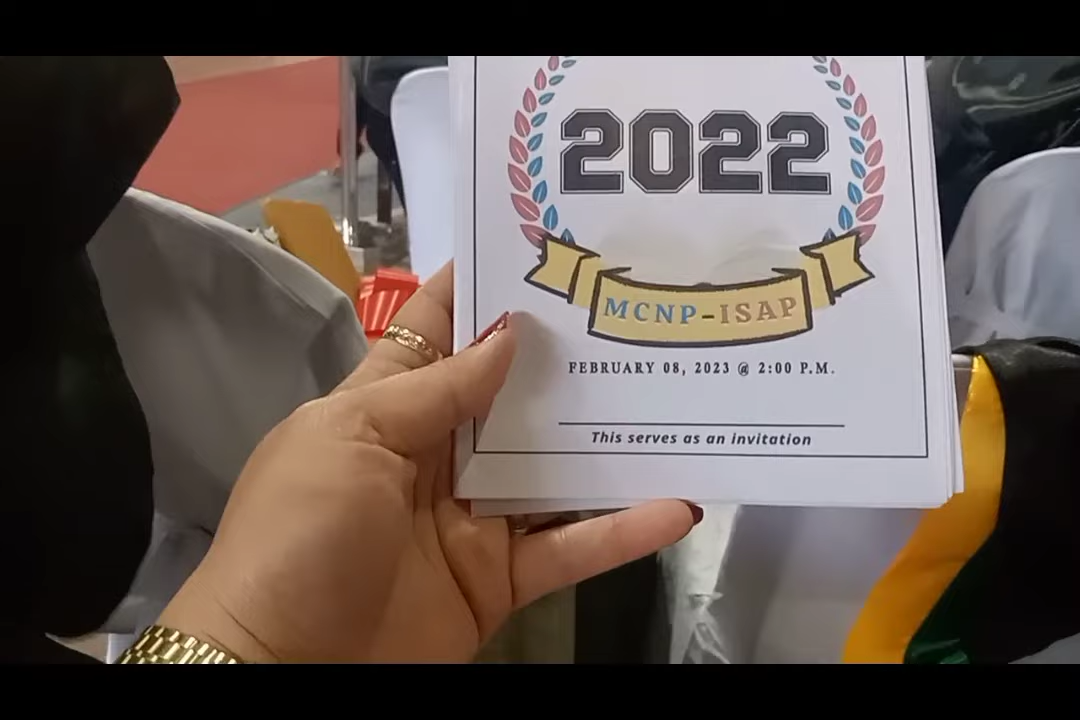 2022
MCNP-ISAP
FEBRUARY 08, 2023 @ 2:00 P.M.
This serves as an invitation